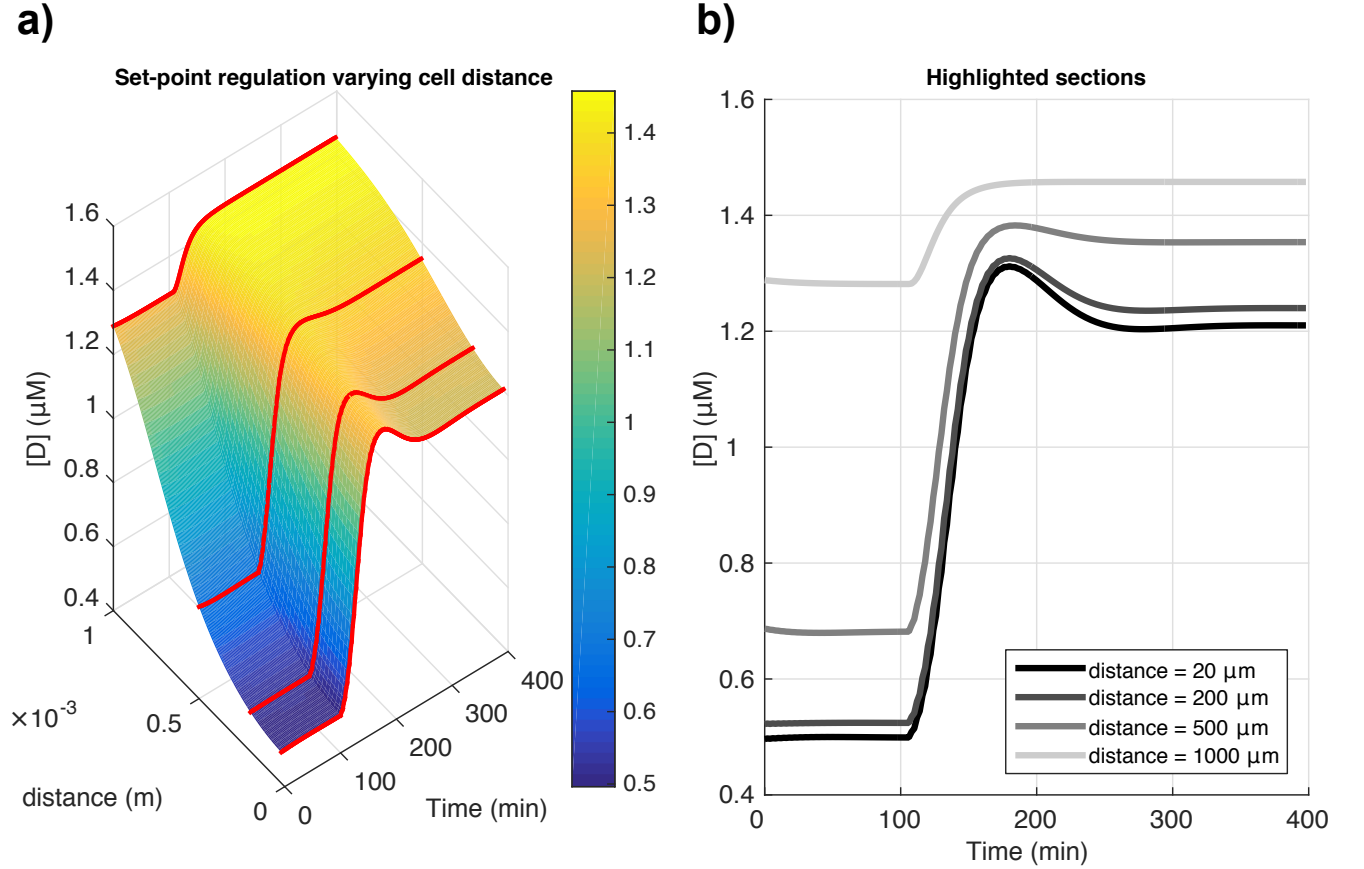 a)
Set-point regulation varying cell distance
1.6
1.4
1.2
1
0.8
0.6
0.4
[D] (µM)
1
0.5
0
×10-3
distance (m)
0
100
200
300
400
Time (min)
1.4
1.3
1.2
1.1
1
0.9
0.8
0.7
0.6
0.5
b)
Highlighted sections
1.6
1.4
1.2
1
0.8
0.6
0.4
[D] (µM)
distance = 20 µm
distance = 200 µm
distance = 500 µm
distance = 1000 µm
0 100 200 300 400
Time (min)